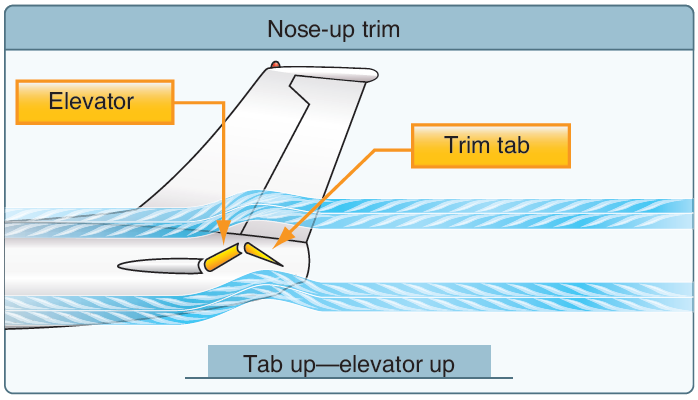 Nose-up trim
Elevator
Trim tab
Tab up—elevator up